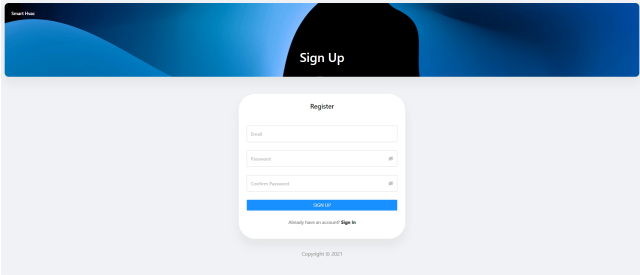 Smart Hvac
Sign Up
Register
Email
Password
Confirm Password
SIGN UP
Already have an account? Sign In
Copyright © 2021